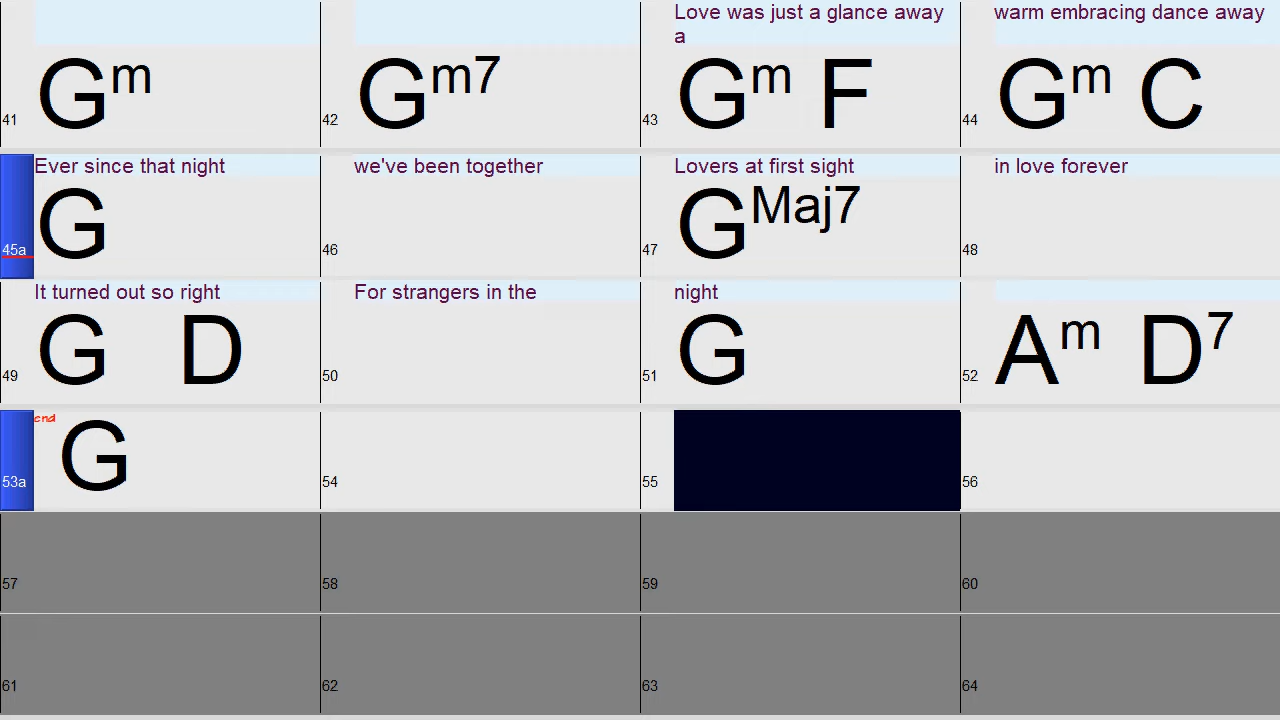 Love was just a glance away warm embracing dance away
a
41 Gm 42 Gm7 43 Gm F 44 Gm C
Ever since that night we've been together Lovers at first sight in love forever
45a G 46 47 GMaj7 48
It turned out so right For strangers in the night
49 G D 50 51 G 52 Am D7
end
53a G 54 55 56
57 58 59 60
61 62 63 64